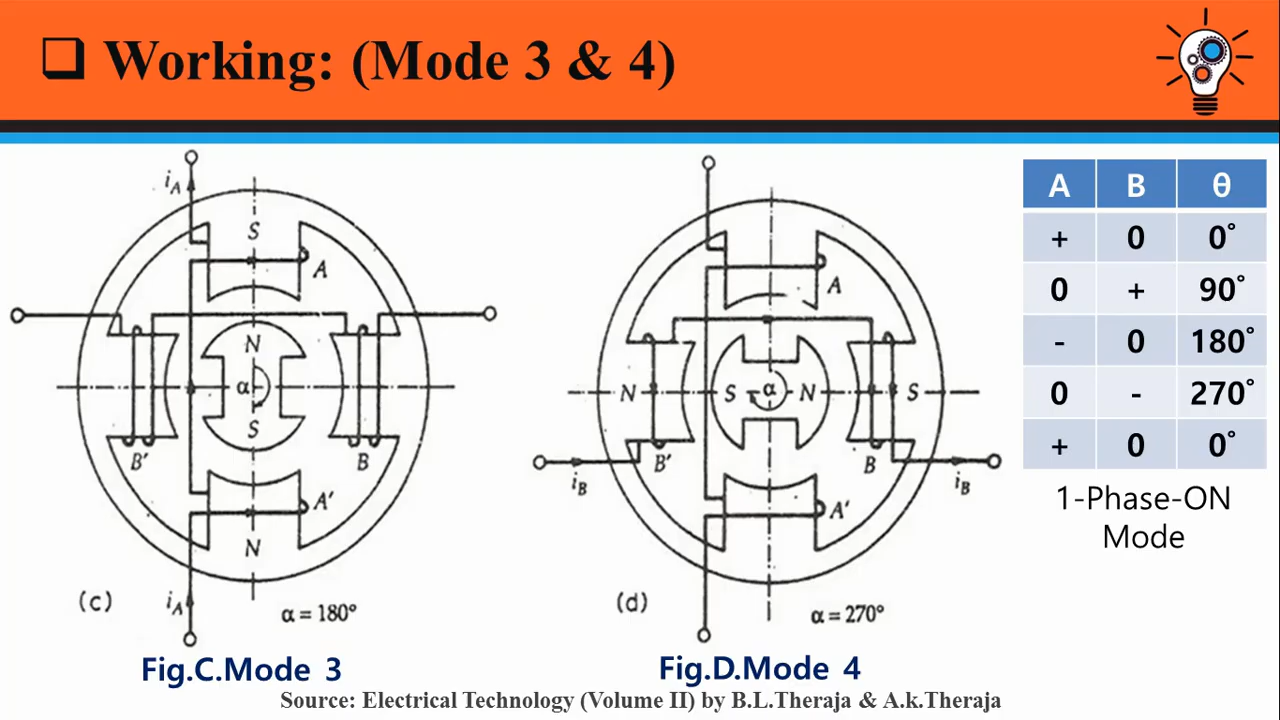 ❑ Working: (Mode 3 & 4)
iA
S
A
N
α
S
B'
B
A'
N
(c)
iA
α = 180°
Fig.C.Mode 3
A
N
S
α
N
S
B'
B
iB
iB
A'
(d)
α = 270°
Fig.D.Mode 4
A B θ
+ 0 0°
0 + 90°
- 0 180°
0 - 270°
+ 0 0°
1-Phase-ON
Mode
Source: Electrical Technology (Volume II) by B.L.Theraja & A.k.Theraja